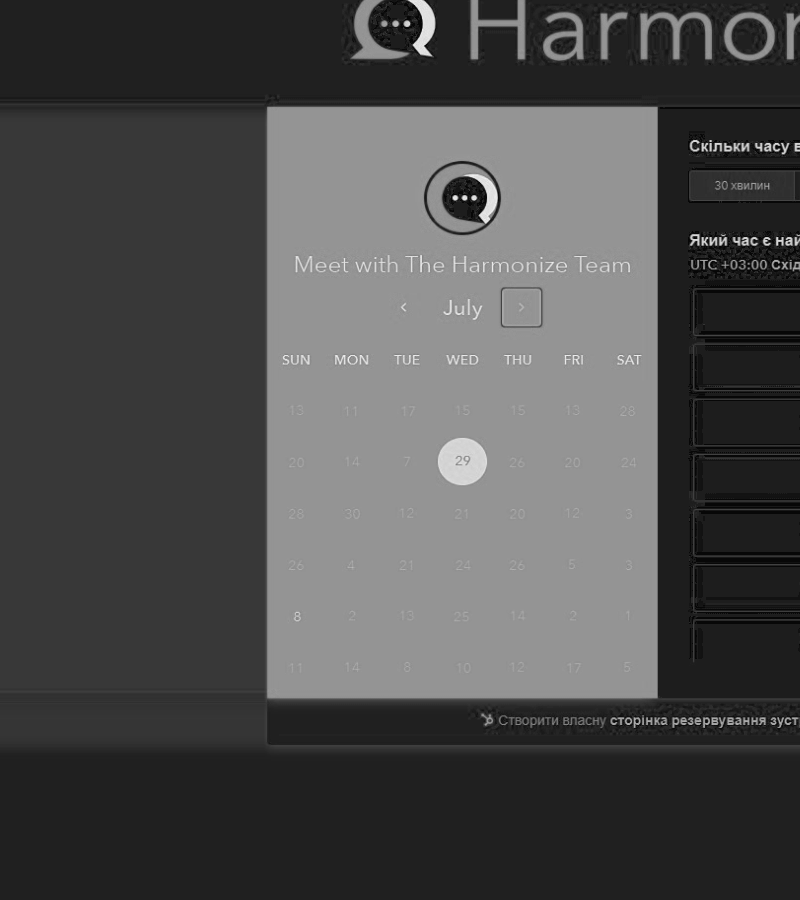 Harmon
Скільки часу в
30 хвилин
Meet with The Harmonize Team
Який час є най
UTC +03:00 Схід
‹ July ›
SUN MON TUE WED THU FRI SAT
13 11 17 15 15 13 28
20 14 7 29 26 20 24
28 30 12 21 20 12 3
26 4 21 24 26 5 3
8 2 13 25 14 2 1
11 14 8 10 12 17 5
Створити власну сторінка резервування зуст